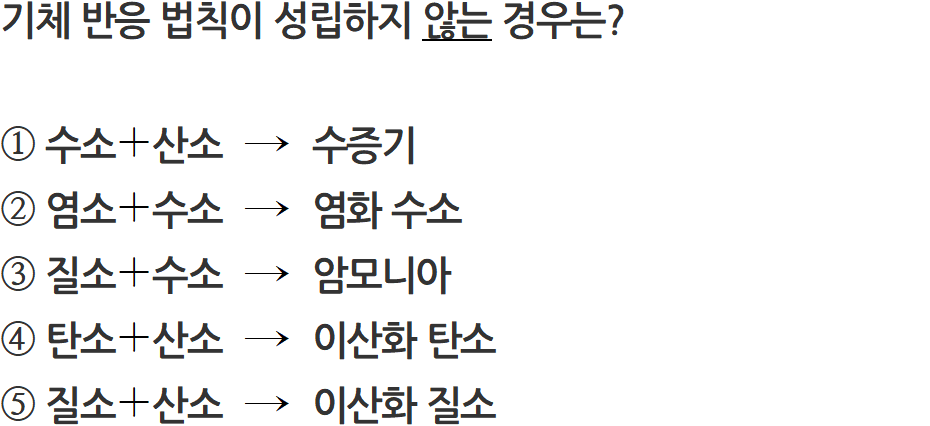 기체 반응 법칙이 성립하지 않는 경우는?
① 수소+산소 → 수증기
② 염소+수소 → 염화 수소
③ 질소+수소 → 암모니아
④ 탄소+산소 → 이산화 탄소
⑤ 질소+산소 → 이산화 질소